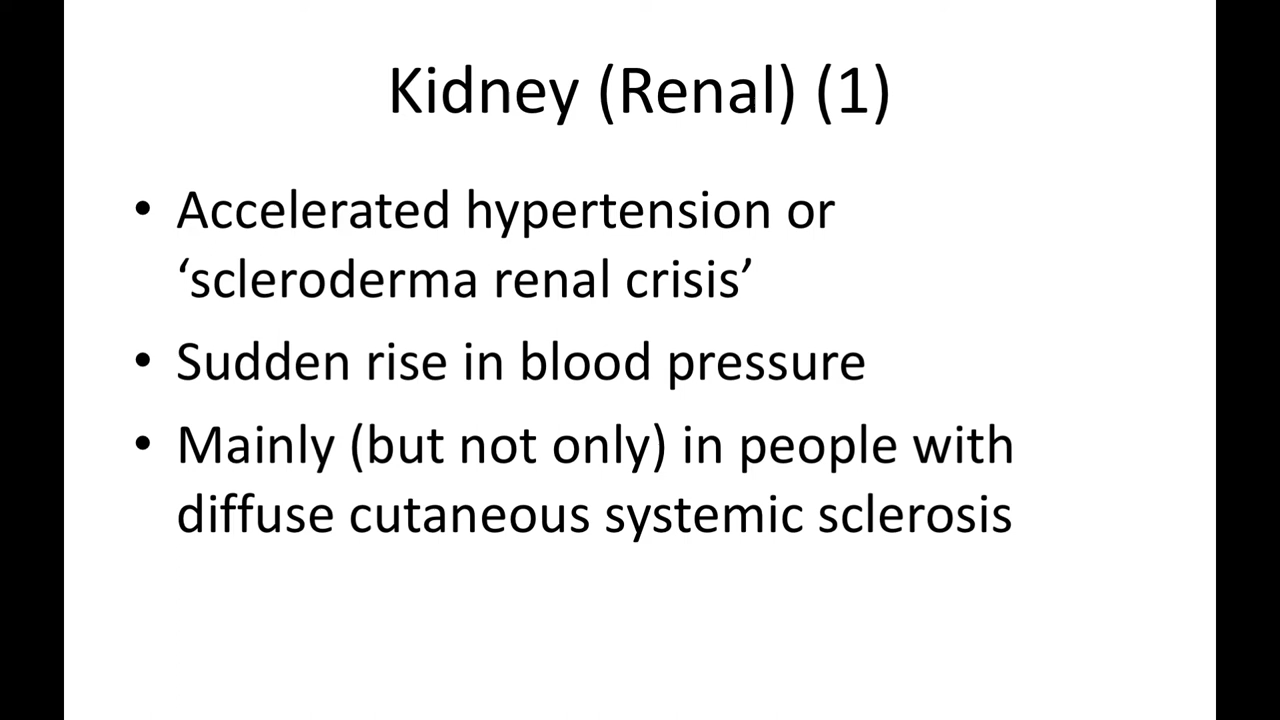 Kidney (Renal) (1)
• Accelerated hypertension or
‘scleroderma renal crisis’
• Sudden rise in blood pressure
• Mainly (but not only) in people with
diffuse cutaneous systemic sclerosis